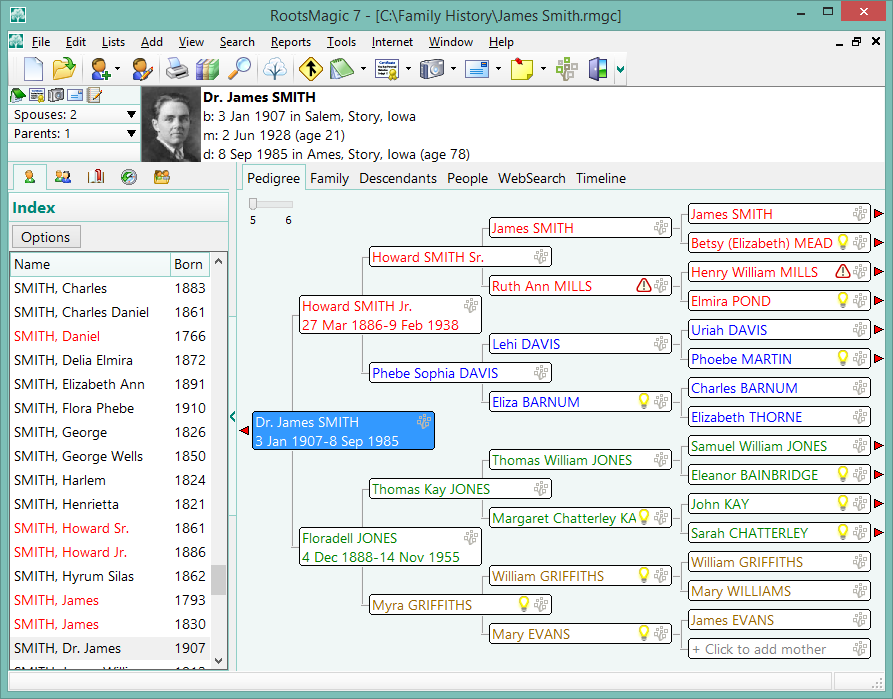 RootsMagic 7 - [C:\Family History\James Smith.rmgc]
File Edit Lists Add View Search Reports Tools Internet Window Help
Spouses: 2
Parents: 1
Dr. James SMITH
b: 3 Jan 1907 in Salem, Story, Iowa
m: 2 Jun 1928 (age 21)
d: 8 Sep 1985 in Ames, Story, Iowa (age 78)
Index
Options
Name Born
SMITH, Charles 1883
SMITH, Charles Daniel 1861
SMITH, Daniel 1766
SMITH, Delia Elmira 1872
SMITH, Elizabeth Ann 1891
SMITH, Flora Phebe 1910
SMITH, George 1826
SMITH, George Wells 1850
SMITH, Harlem 1824
SMITH, Henrietta 1821
SMITH, Howard Sr. 1861
SMITH, Howard Jr. 1886
SMITH, Hyrum Silas 1862
SMITH, James 1793
SMITH, James 1830
SMITH, Dr. James 1907
Pedigree Family Descendants People WebSearch Timeline
5 6
Dr. James SMITH
3 Jan 1907-8 Sep 1985
Howard SMITH Jr.
27 Mar 1886-9 Feb 1938
Floradell JONES
4 Dec 1888-14 Nov 1955
Howard SMITH Sr.
Phebe Sophia DAVIS
Thomas Kay JONES
Myra GRIFFITHS
James SMITH
Ruth Ann MILLS
Lehi DAVIS
Eliza BARNUM
Thomas William JONES
Margaret Chatterley KA
William GRIFFITHS
Mary EVANS
James SMITH
Betsy (Elizabeth) MEAD
Henry William MILLS
Elmira POND
Uriah DAVIS
Phoebe MARTIN
Charles BARNUM
Elizabeth THORNE
Samuel William JONES
Eleanor BAINBRIDGE
John KAY
Sarah CHATTERLEY
William GRIFFITHS
Mary WILLIAMS
James EVANS
+ Click to add mother